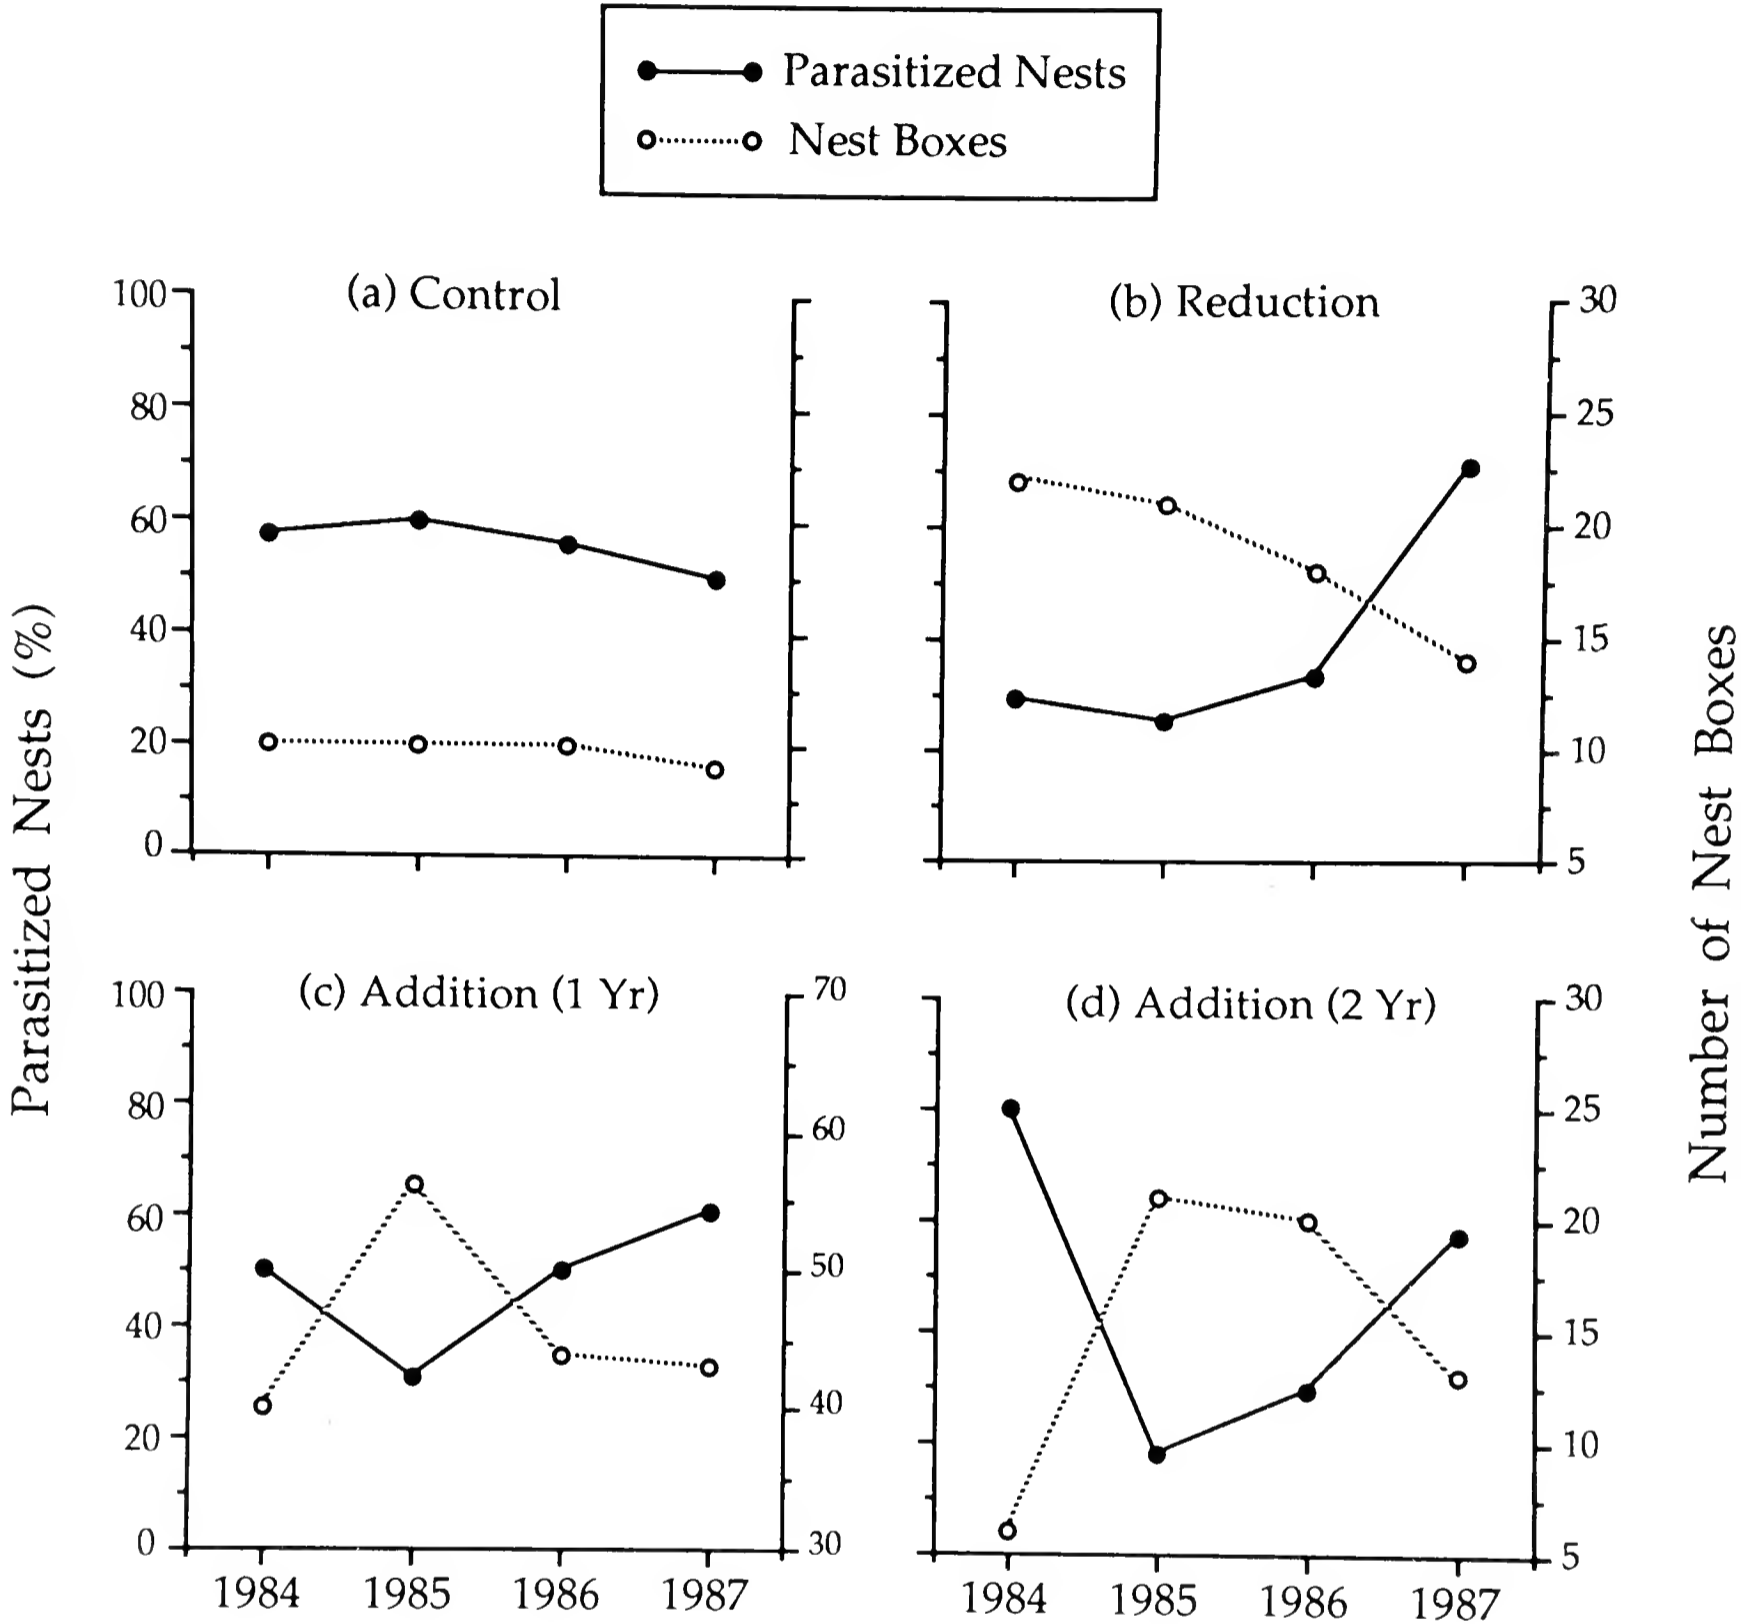 Parasitized Nests
Nest Boxes
(a) Control
100
80
60
40
20
0
(b) Reduction
30
25
20
15
10
5
Parasitized Nests (%)
Number of Nest Boxes
(c) Addition (1 Yr)
100
80
60
40
20
0
70
60
50
40
30
1984 1985 1986 1987
(d) Addition (2 Yr)
30
25
20
15
10
5
1984 1985 1986 1987